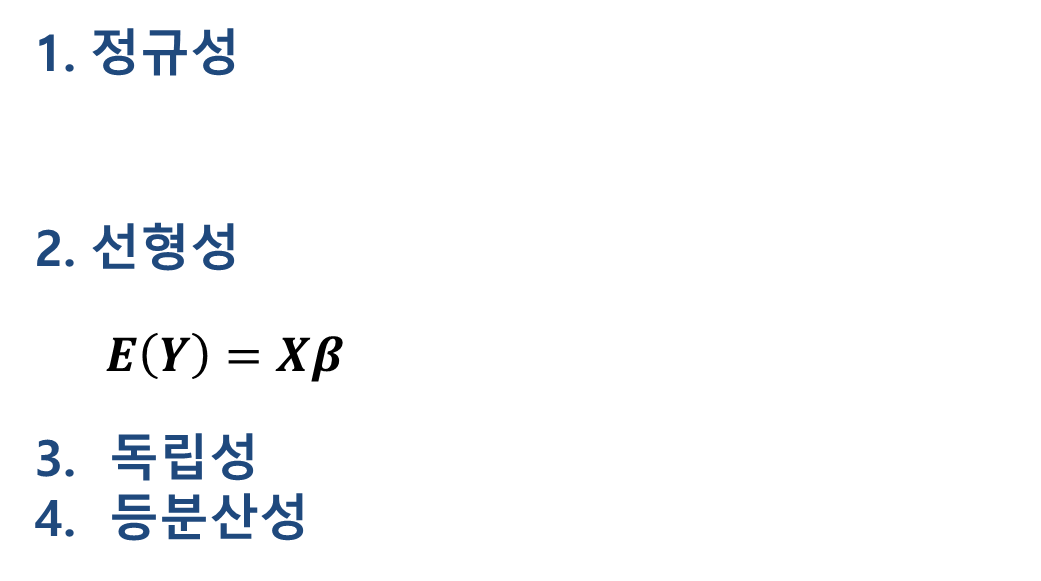 1. 정규성
2. 선형성
E(Y) = Xβ
3. 독립성
4. 등분산성